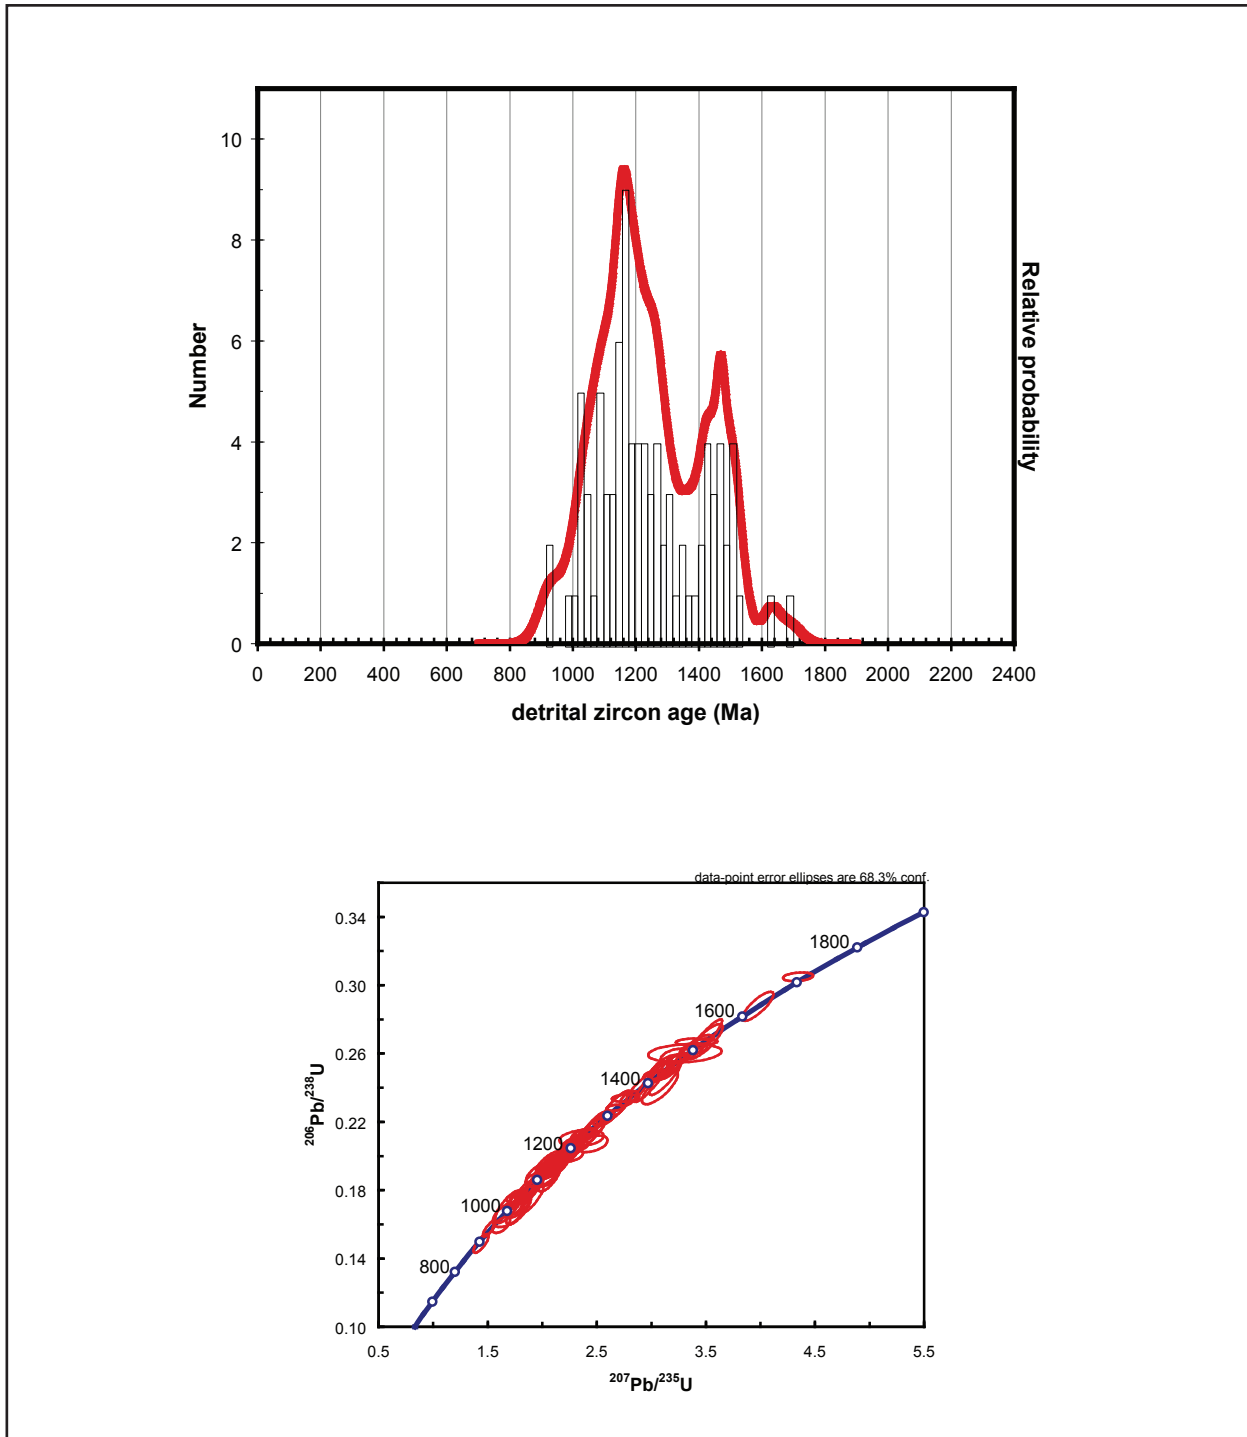 10
8
6
4
2
0
Number
Relative probability
0 200 400 600 800 1000 1200 1400 1600 1800 2000 2200 2400
detrital zircon age (Ma)
data-point error ellipses are 68.3% conf.
0.34
0.30
0.26
0.22
0.18
0.14
0.10
206Pb/238U
1800
1600
1400
1200
1000
800
0.5 1.5 2.5 3.5 4.5 5.5
207Pb/235U